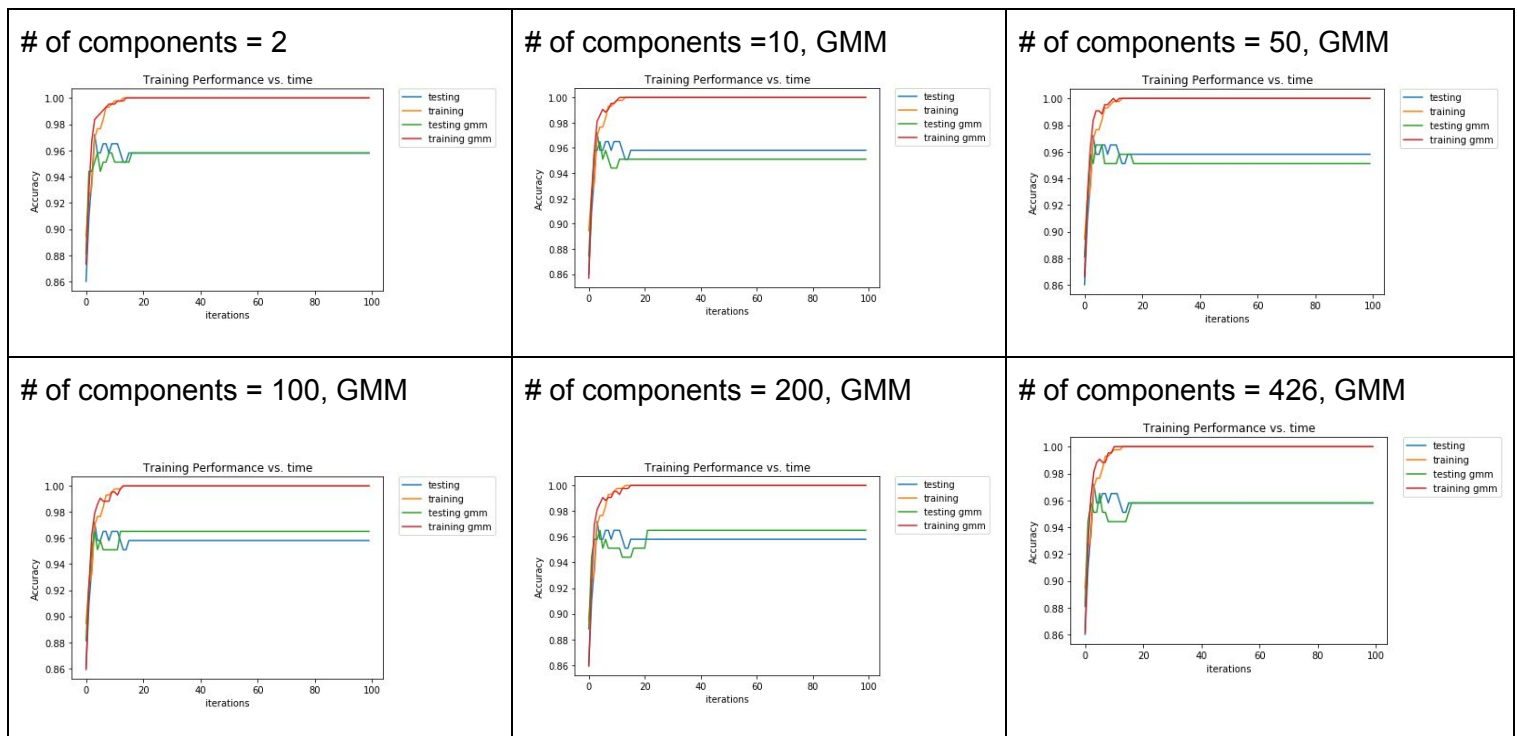 # of components = 2
Training Performance vs. time
1.00
0.98
0.96
0.94
0.92
0.90
0.88
0.86
Accuracy
0
20
40
60
80
100
iterations
testing
training
testing gmm
training gmm
# of components =10, GMM
Training Performance vs. time
1.00
0.98
0.96
0.94
0.92
0.90
0.88
0.86
Accuracy
0
20
40
60
80
100
iterations
testing
training
testing gmm
training gmm
# of components = 50, GMM
Training Performance vs. time
1.00
0.98
0.96
0.94
0.92
0.90
0.88
0.86
Accuracy
0
20
40
60
80
100
iterations
testing
training
testing gmm
training gmm
# of components = 100, GMM
Training Performance vs. time
1.00
0.98
0.96
0.94
0.92
0.90
0.88
0.86
Accuracy
0
20
40
60
80
100
iterations
testing
training
testing gmm
training gmm
# of components = 200, GMM
Training Performance vs. time
1.00
0.98
0.96
0.94
0.92
0.90
0.88
0.86
Accuracy
0
20
40
60
80
100
iterations
testing
training
testing gmm
training gmm
# of components = 426, GMM
Training Performance vs. time
1.00
0.98
0.96
0.94
0.92
0.90
0.88
0.86
Accuracy
0
20
40
60
80
100
iterations
testing
training
testing gmm
training gmm